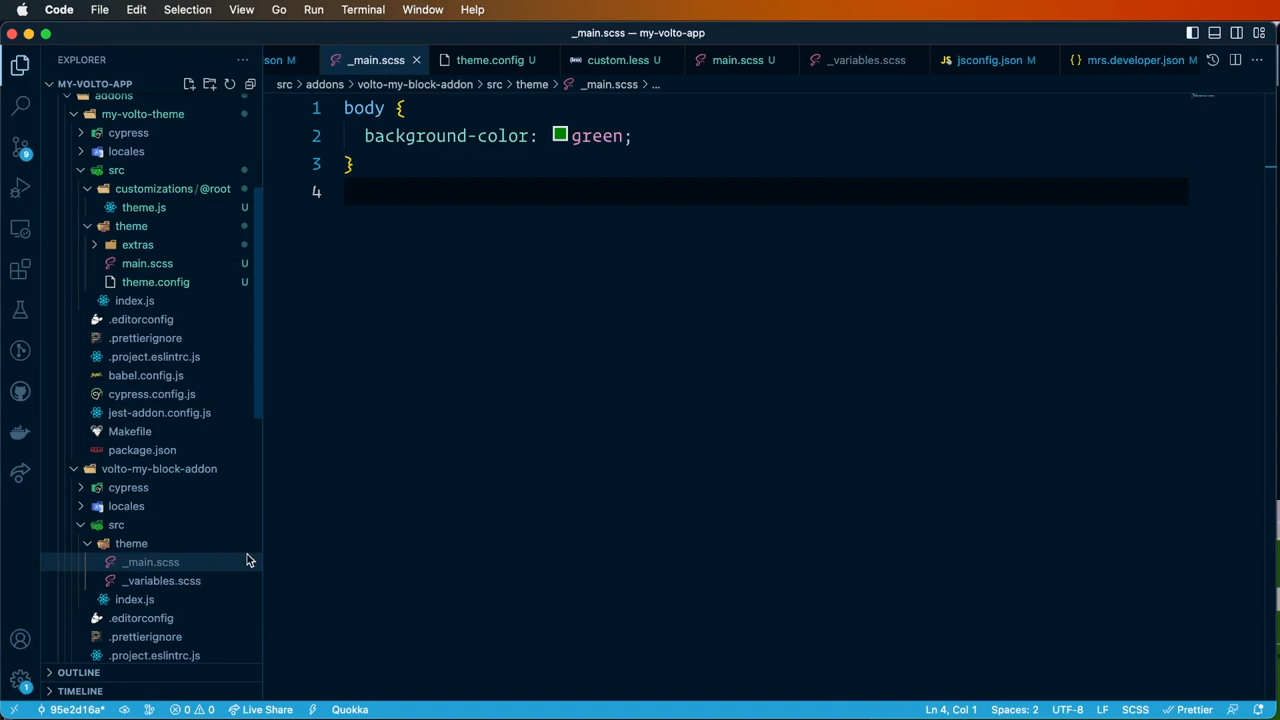 Code File Edit Selection View Go Run Terminal Window Help
_main.scss — my-volto-app
EXPLORER
son M
_main.scss
theme.config U
custom.less U
main.scss U
_variables.scss
jsconfig.json M
mrs.developer.json M
src addons volto-my-block-addon src theme _main.scss ...
MY-VOLTO-APP
addons
my-volto-theme
cypress
locales
src
customizations / @root
theme.js U
theme
extras
main.scss U
theme.config U
index.js
.editorconfig
.prettierignore
.project.eslintrc.js
babel.config.js
cypress.config.js
jest-addon.config.js
Makefile
package.json
volto-my-block-addon
cypress
locales
src
theme
_main.scss
_variables.scss
index.js
.editorconfig
.prettierignore
.project.eslintrc.js
OUTLINE
TIMELINE
1 body {
2 background-color: green;
3 }
4
9
1
95e2d16a* 0 0 Live Share Quokka Ln 4, Col 1 Spaces: 2 UTF-8 LF SCSS Prettier